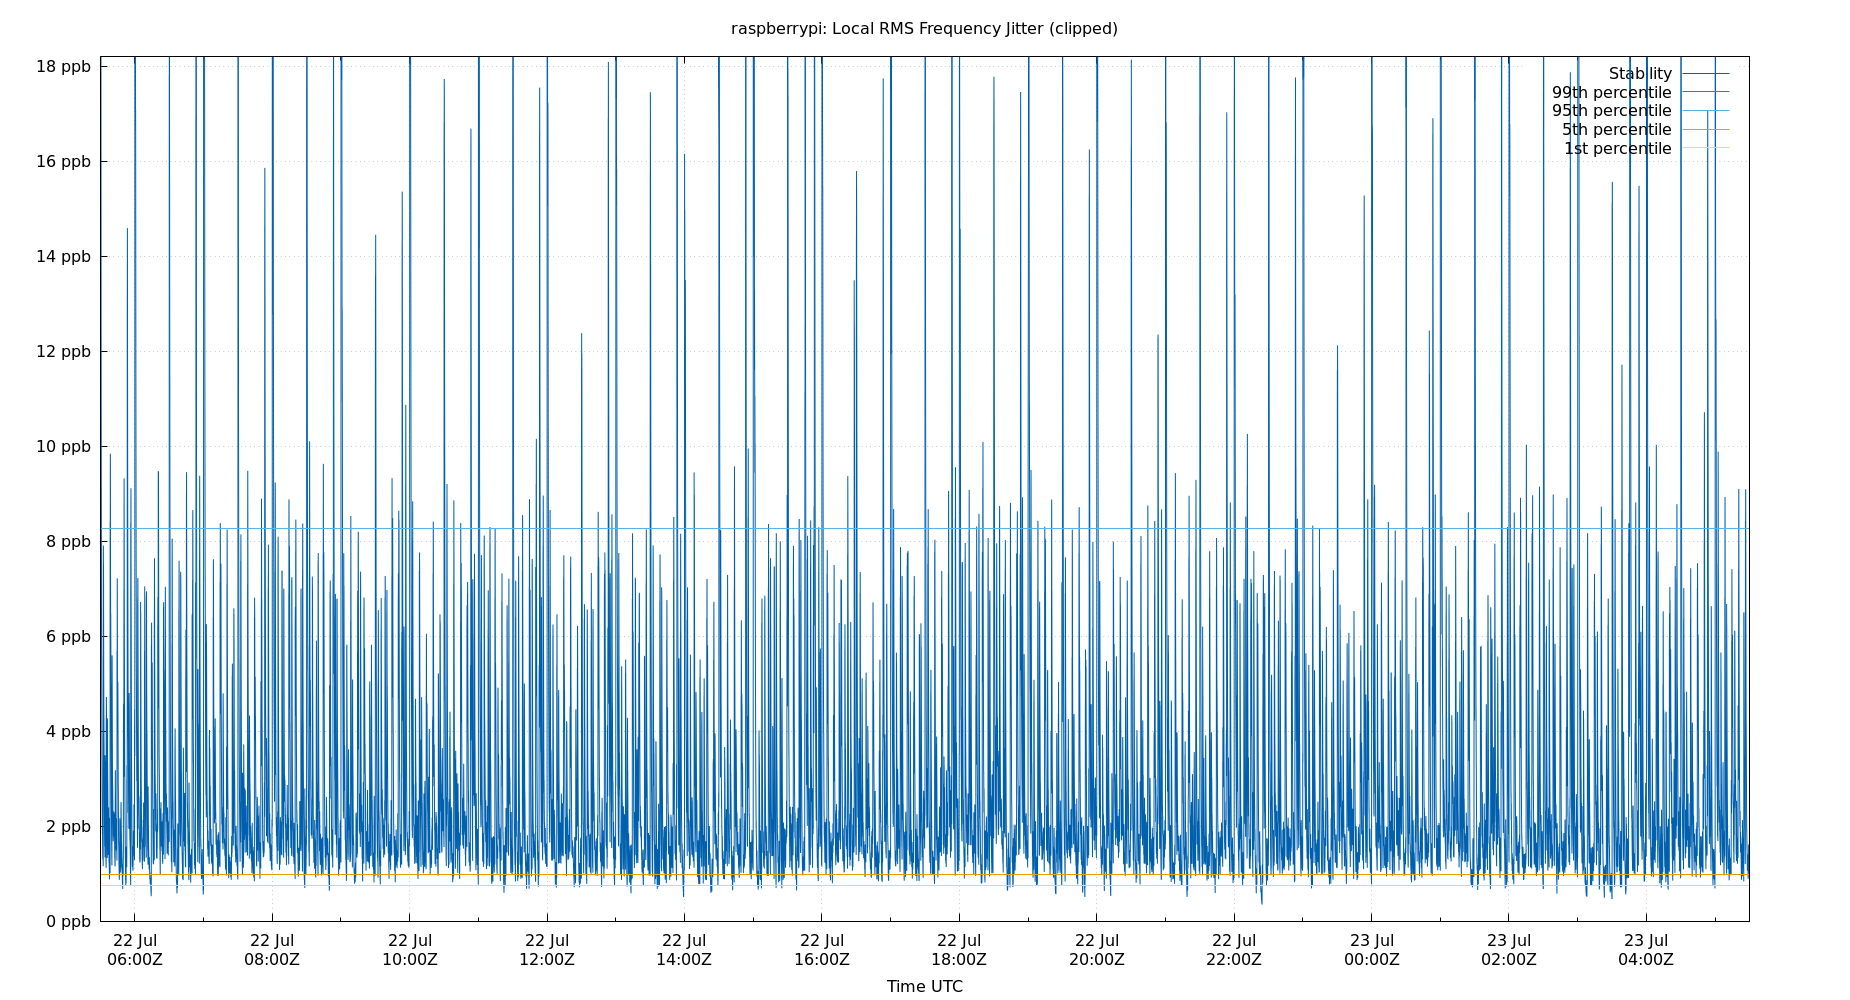 raspberrypi: Local RMS Frequency Jitter (clipped)
18 ppb
16 ppb
14 ppb
12 ppb
10 ppb
8 ppb
6 ppb
4 ppb
2 ppb
0 ppb
Stability
99th percentile
95th percentile
5th percentile
1st percentile
22 Jul 22 Jul 22 Jul 22 Jul 22 Jul 22 Jul 22 Jul 22 Jul 22 Jul 23 Jul 23 Jul 23 Jul
06:00Z 08:00Z 10:00Z 12:00Z 14:00Z 16:00Z 18:00Z 20:00Z 22:00Z 00:00Z 02:00Z 04:00Z
Time UTC